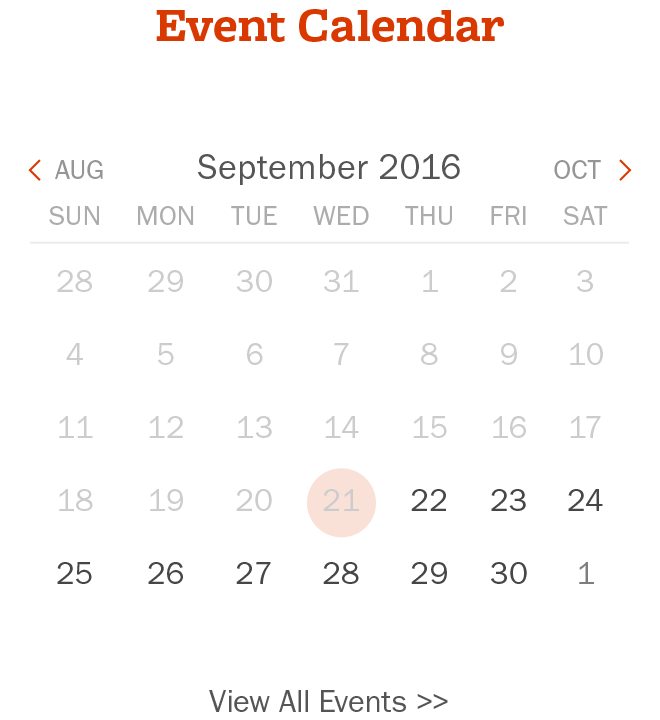 Event Calendar
AUG September 2016 OCT
SUN MON TUE WED THU FRI SAT
28 29 30 31 1 2 3
4 5 6 7 8 9 10
11 12 13 14 15 16 17
18 19 20 21 22 23 24
25 26 27 28 29 30 1
View All Events >>